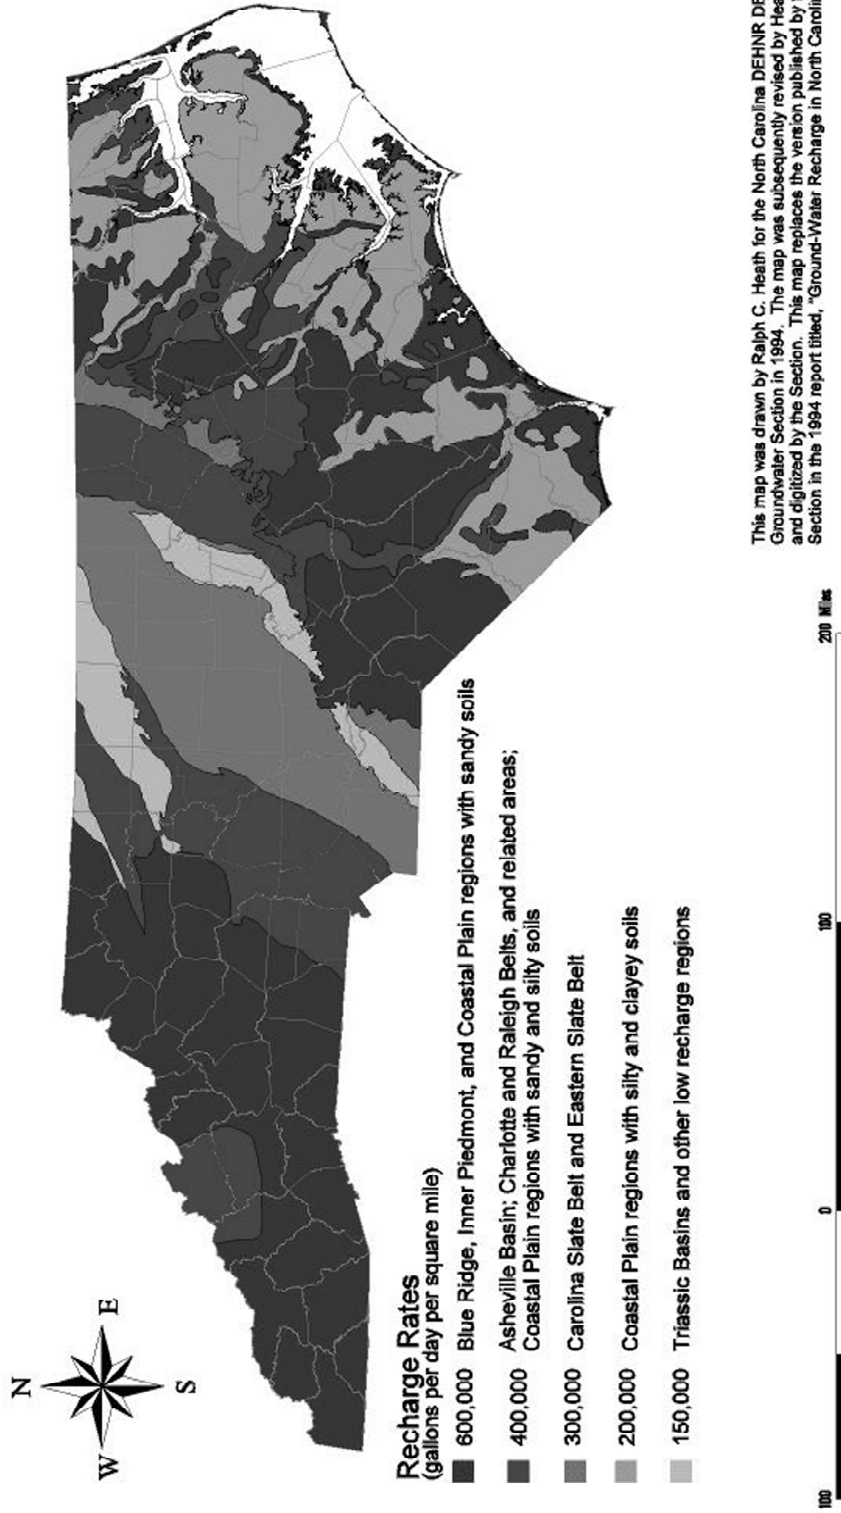 N
W E
S
Recharge Rates
(gallons per day per square mile)
600,000 Blue Ridge, Inner Piedmont, and Coastal Plain regions with sandy soils
400,000 Asheville Basin; Charlotte and Raleigh Belts, and related areas;
Coastal Plain regions with sandy and silty soils
300,000 Carolina Slate Belt and Eastern Slate Belt
200,000 Coastal Plain regions with silty and clayey soils
150,000 Triassic Basins and other low recharge regions
100 0 100 200 Miles
This map was drawn by Ralph C. Heath for the North Carolina DEHNR
Groundwater Section in 1994. The map was subsequently revised by
and digitized by the Section. This map replaces the version published by
Section in the 1994 report titled, "Ground-Water Recharge in North